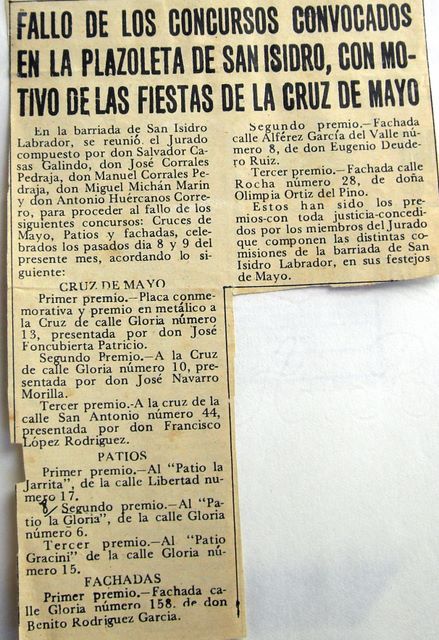 FALLO DE LOS CONCURSOS CONVOCADOS
EN LA PLAZOLETA DE SAN ISIDRO, CON MO-
TIVO DE LAS FIESTAS DE LA CRUZ DE MAYO
En la barriada de San Isidro
Labrador, se reunió el Jurado
compuesto por don Salvador Ca-
sas Galindo, don José Corrales
Pedraja, don Manuel Corrales Pe-
draja, don Miguel Michán Marín
y don Antonio Huércanos Corre-
ro, para proceder al fallo de los
siguientes concursos: Cruces de
Mayo, Patios y fachadas, cele-
brados los pasados día 8 y 9 del
presente mes, acordando lo si-
guiente:
CRUZ DE MAYO
Primer premio.—Placa conme-
morativa y premio en metálico a
la Cruz de calle Gloria número
13, presentada por don José
Foncubierta Patricio.
Segundo Premio.—A la Cruz
de calle Gloria número 10, pre-
sentada por don José Navarro
Morilla.
Tercer premio.-A la cruz de la
calle San Antonio número 44,
presentada por don Francisco
López Rodríguez.
PATIOS
Primer premio.—Al "Patio la
Jarrita", de la calle Libertad nu-
mero 17.
Segundo premio.—Al "Pa-
tio la Gloria", de la calle Gloria
número 6.
Tercer premio.—Al "Patio
Gracini" de la calle Gloria nú-
mero 15.
FACHADAS
Primer premio.—Fachada ca-
lle Gloria número 158, de don
Benito Rodríguez García.
Segundo premio.—Fachada
calle Alférez García del Valle nú-
mero 8, de don Eugenio Deude-
ro Ruiz.
Tercer premio.—Fachada calle
Rocha número 28, de doña
Olimpia Ortiz del Pino.
Estos han sido los pre-
mios-con toda justicia-concedi-
dos por los miembros del Jurado
que componen las distintas co-
misiones de la barriada de San
Isidro Labrador, en sus festejos
de Mayo.